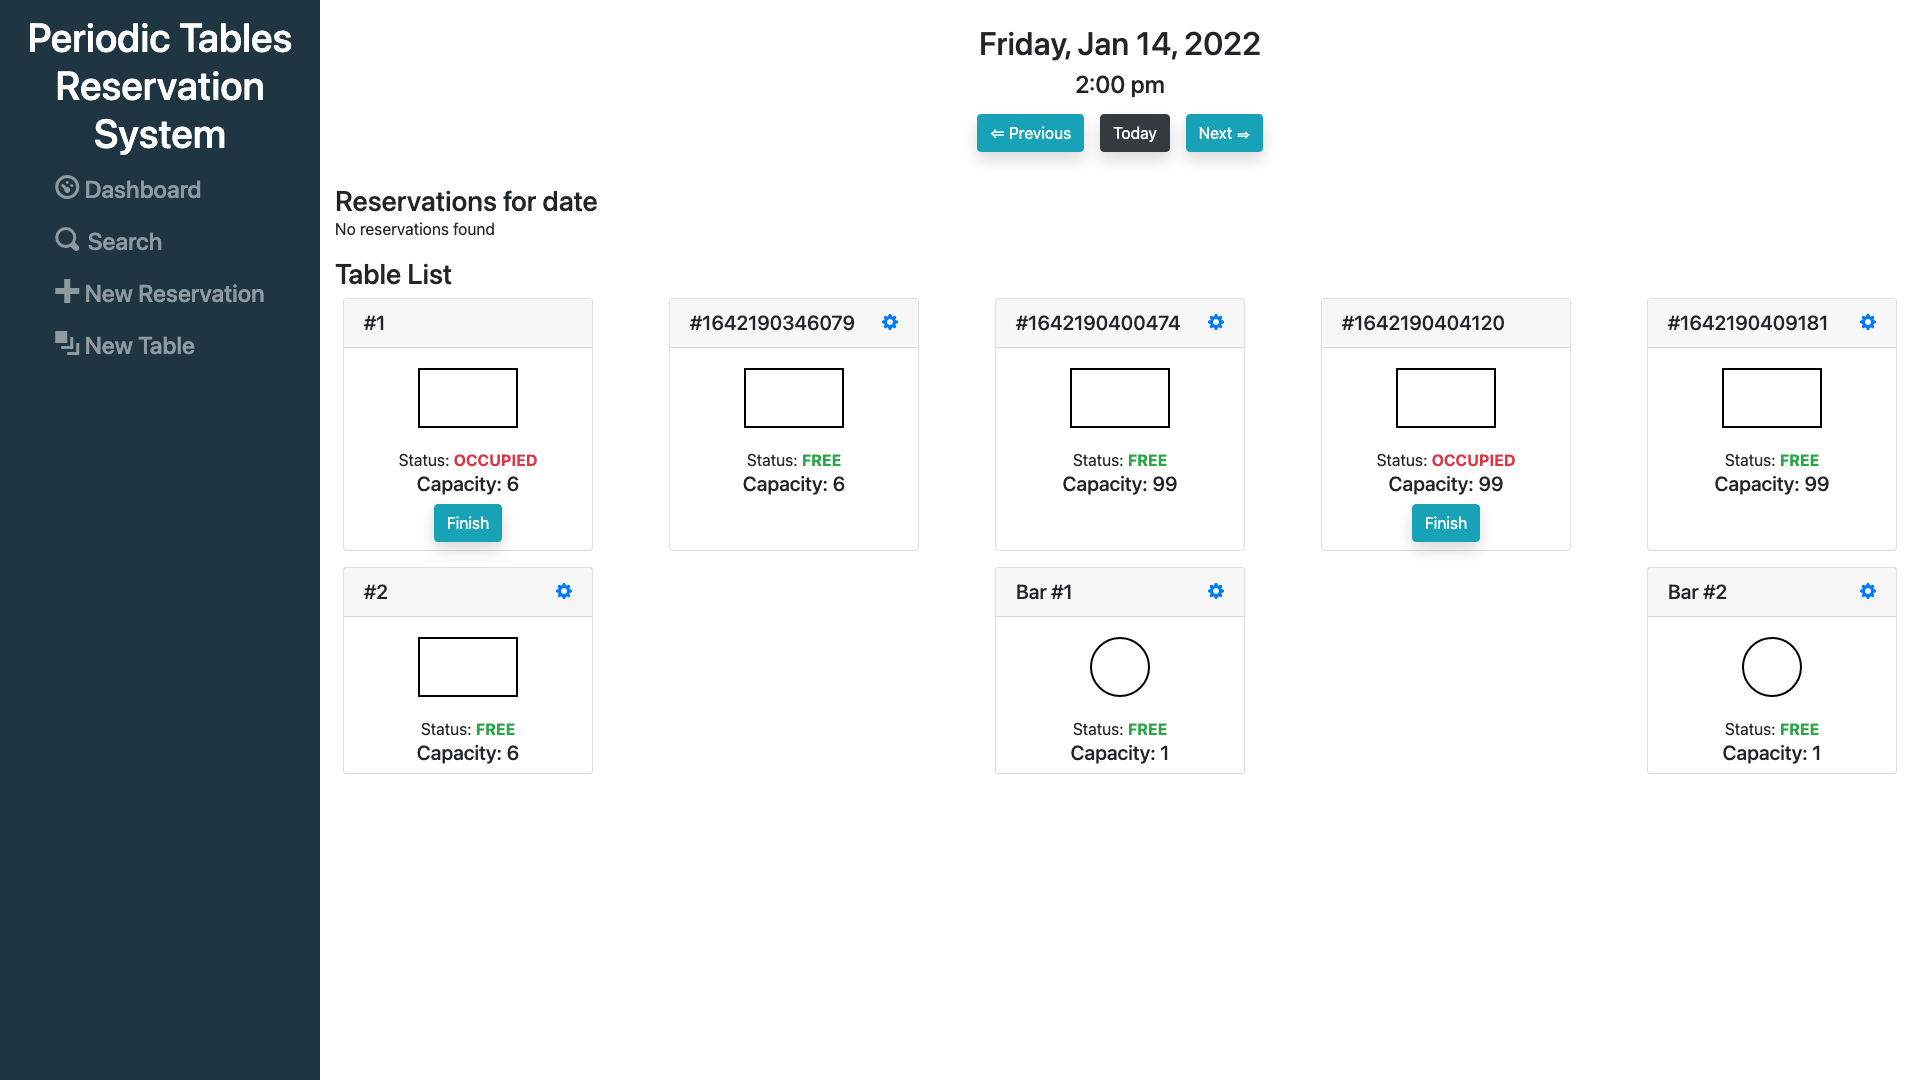 Periodic Tables
Reservation
System
Dashboard
Search
New Reservation
New Table
Friday, Jan 14, 2022
2:00 pm
⇐ Previous
Today
Next ⇒
Reservations for date
No reservations found
Table List
#1
Status: OCCUPIED
Capacity: 6
Finish
#1642190346079
Status: FREE
Capacity: 6
#1642190400474
Status: FREE
Capacity: 99
#1642190404120
Status: OCCUPIED
Capacity: 99
Finish
#1642190409181
Status: FREE
Capacity: 99
#2
Status: FREE
Capacity: 6
Bar #1
Status: FREE
Capacity: 1
Bar #2
Status: FREE
Capacity: 1